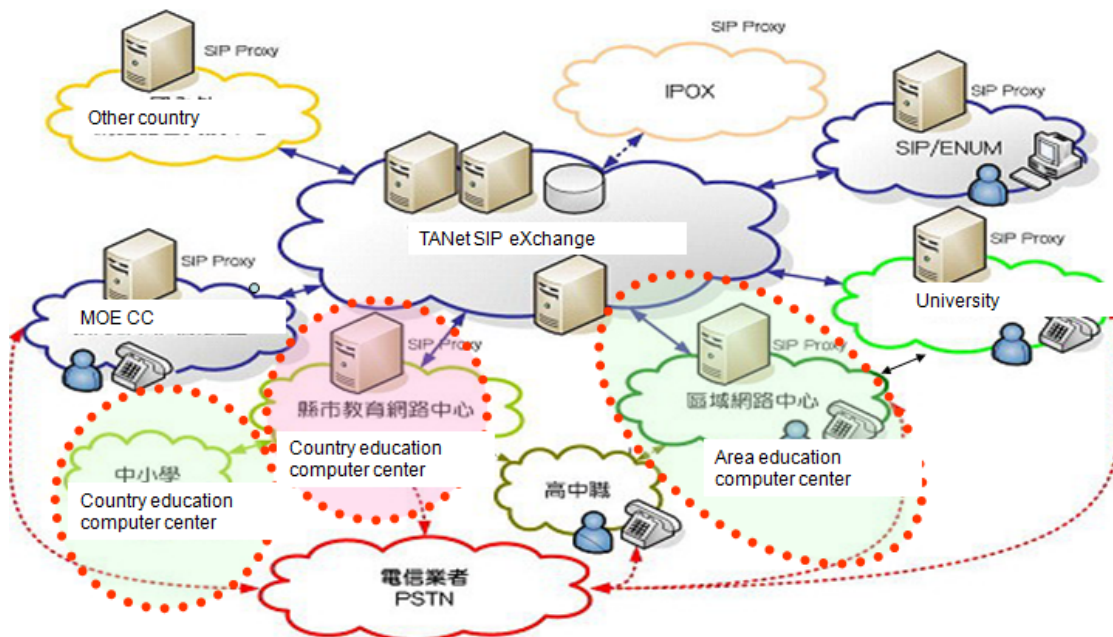 SIP Proxy
SIP Proxy
Other country
IPOX
SIP Proxy
SIP/ENUM
TANet SIP eXchange
SIP Proxy
SIP Proxy
University
MOE CC
SIP Proxy
SIP Proxy
縣市教育網路中心
區域網路中心
Country education
computer center
Area education
computer center
中小學
高中職
Country education
computer center
電信業者
PSTN